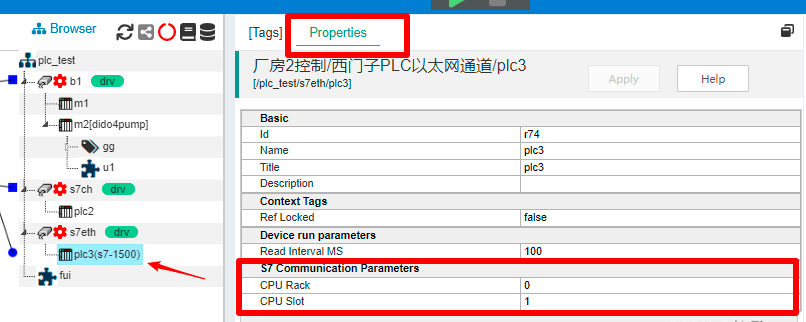 Browser
plc_test
b1 drv
m1
m2[dido4pump]
gg
u1
s7ch drv
plc2
s7eth drv
plc3(s7-1500)
fui
[Tags] Properties
厂房2控制/西门子PLC以太网通道/plc3
[/plc_test/s7eth/plc3]
Apply Help
Basic
Id r74
Name plc3
Title plc3
Description
Context Tags
Ref Locked false
Device run parameters
Read Interval MS 100
S7 Communication Parameters
CPU Rack 0
CPU Slot 1